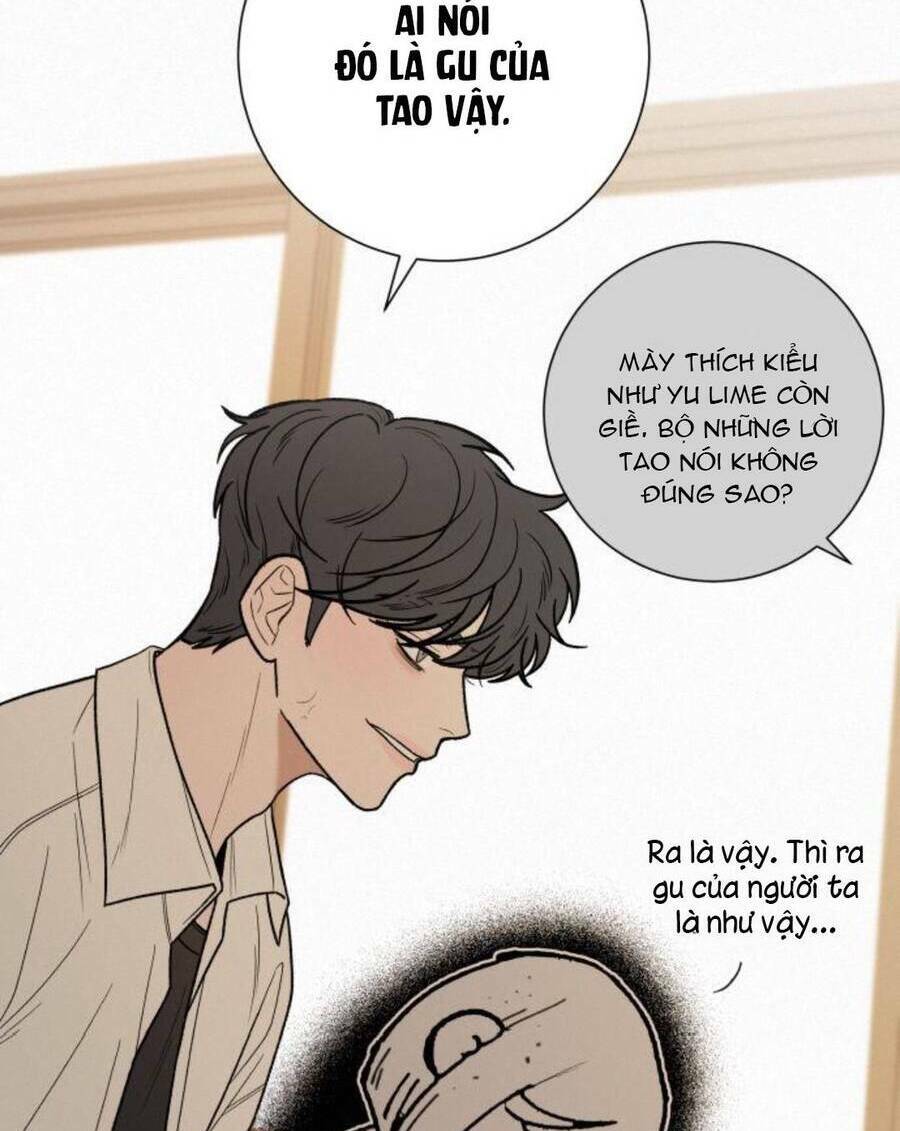 AI NÓI
ĐÓ LÀ GU CỦA
TAO VẬY.
MÀY THÍCH KIỂU
NHƯ YU LIME CÒN
GIỀ. BỘ NHỮNG LỜI
TAO NÓI KHÔNG
ĐÚNG SAO?
Ra là vậy. Thì ra
gu của người ta
là như vậy...